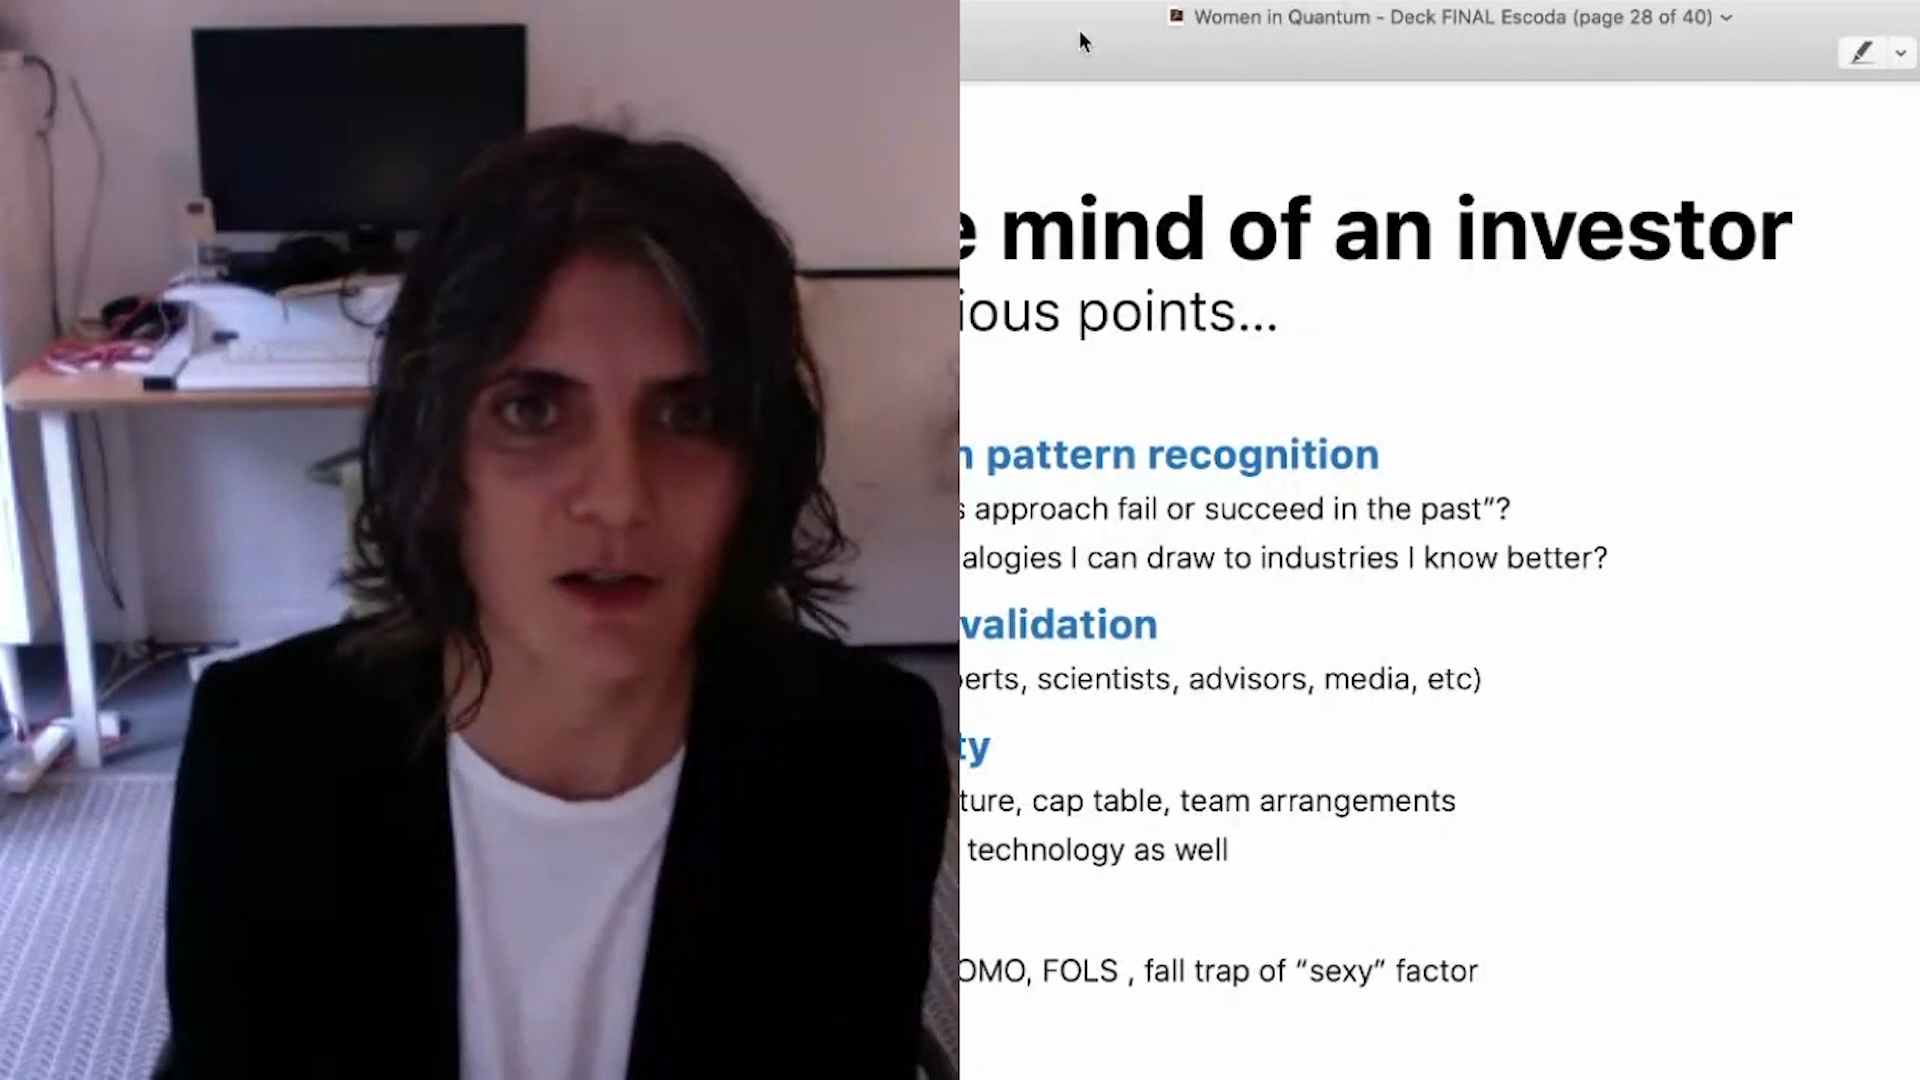 Women in Quantum - Deck FINAL Escoda (page 28 of 40)
mind of an investor
ious points...
pattern recognition
approach fail or succeed in the past”?
alogies I can draw to industries I know better?
validation
erts, scientists, advisors, media, etc)
ty
ture, cap table, team arrangements
technology as well
OMO, FOLS , fall trap of “sexy” factor